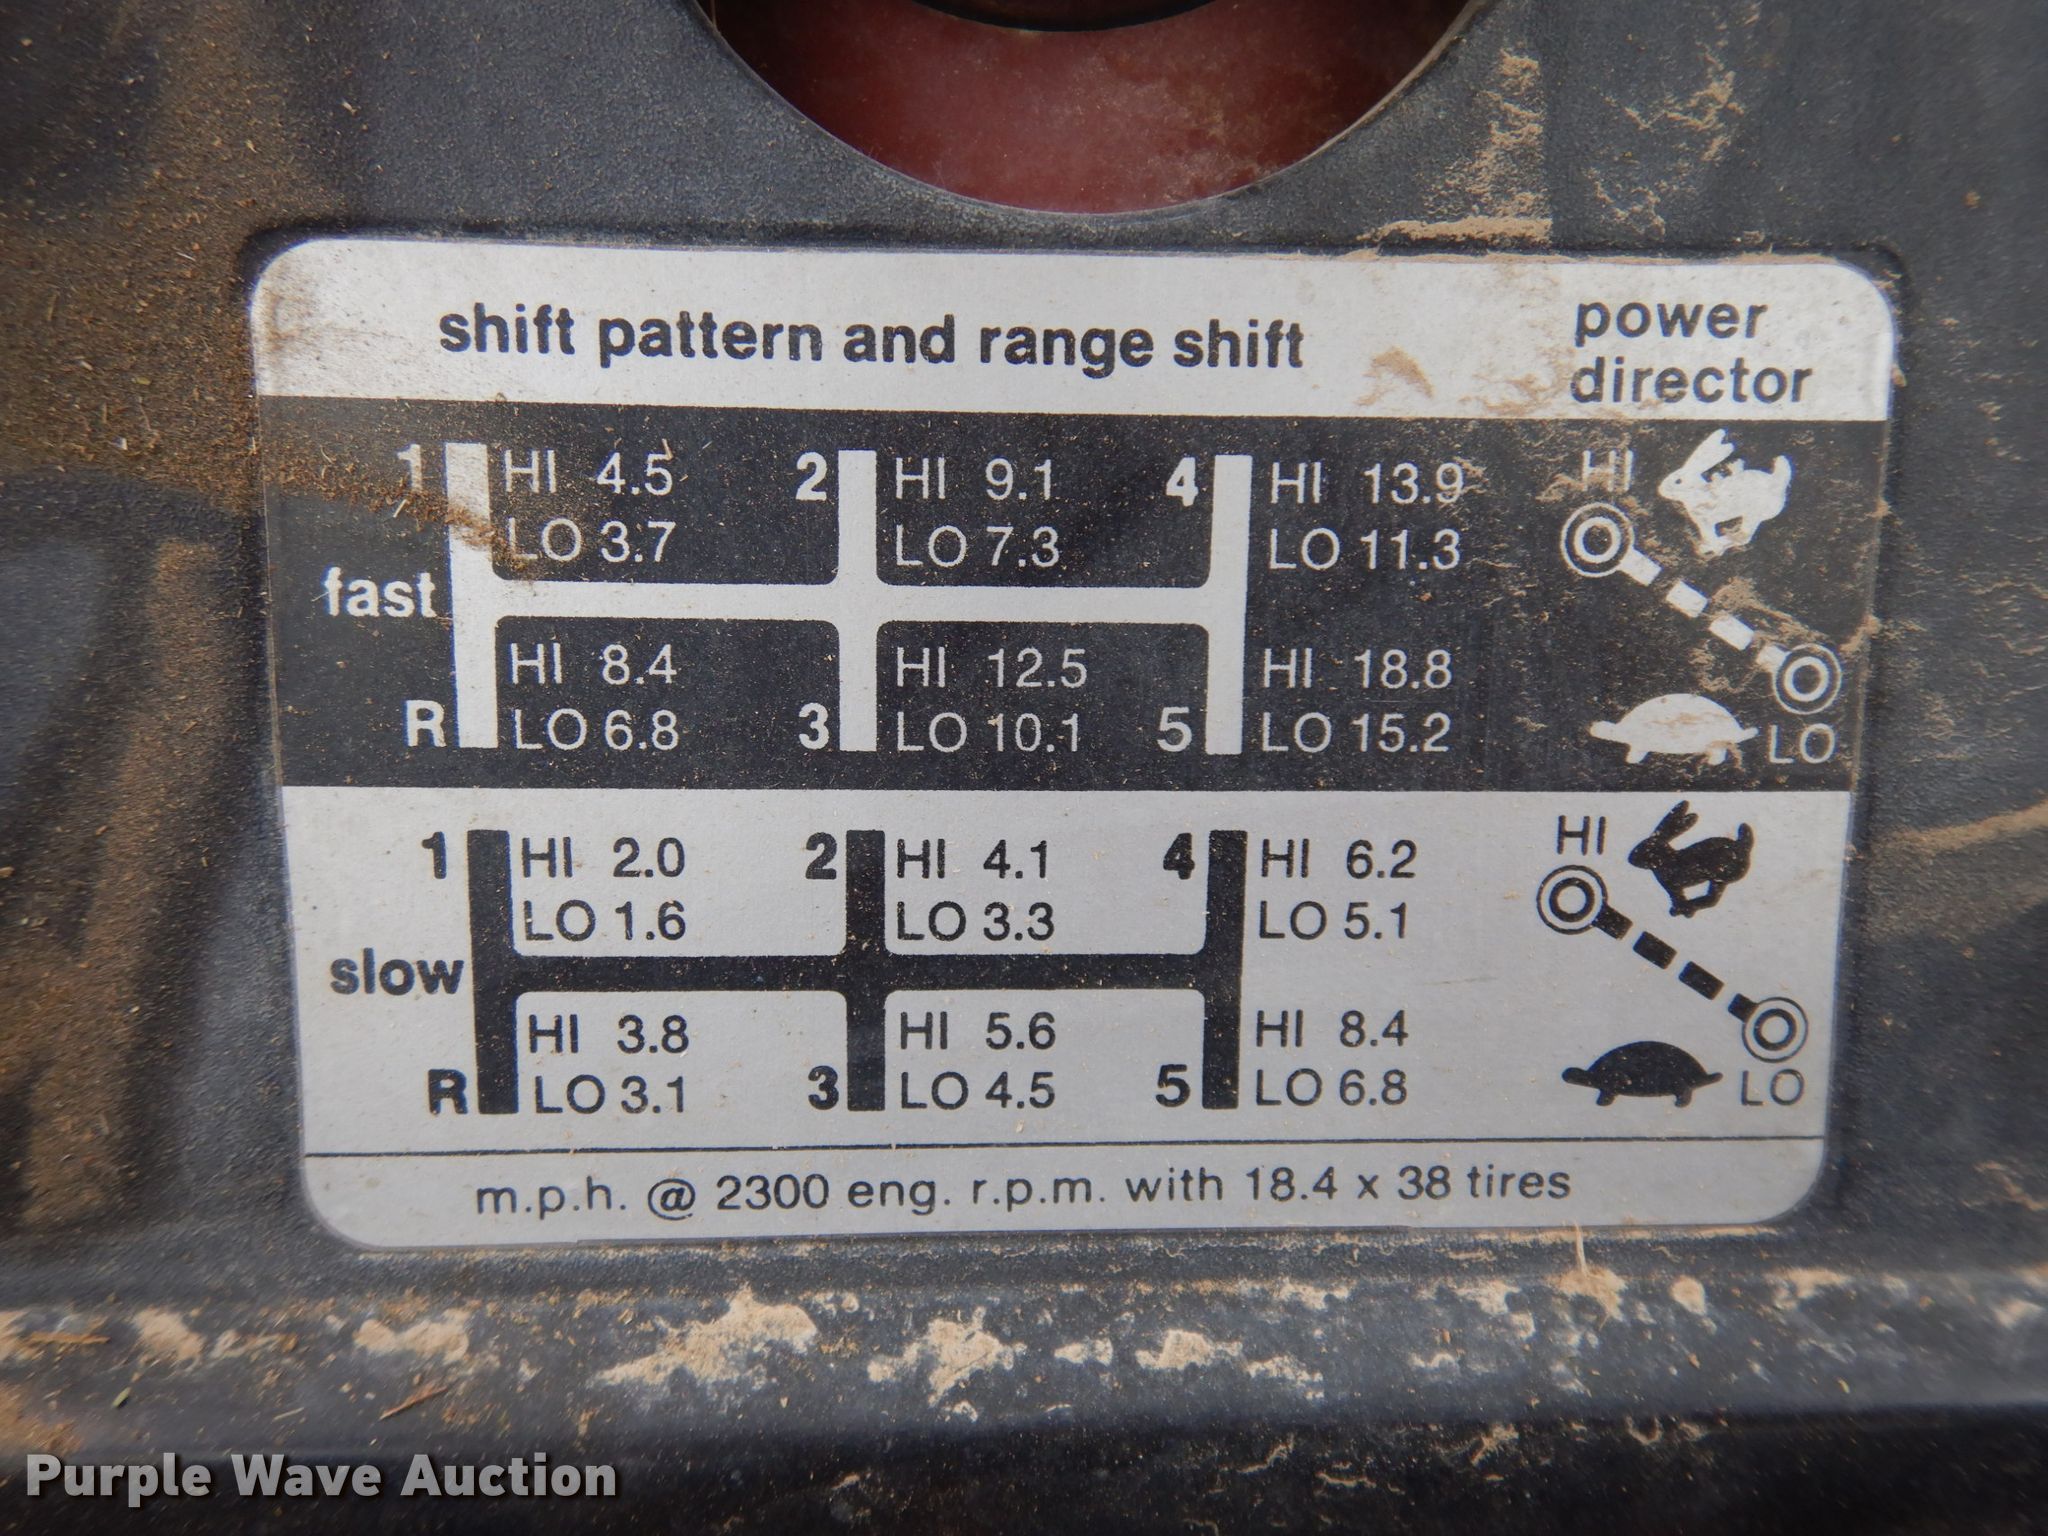 shift pattern and range shift
power
director
1 HI 4.5 2 HI 9.1 4 HI 13.9 HI
LO 3.7 LO 7.3 LO 11.3
fast
HI 8.4 HI 12.5 HI 18.8
R LO 6.8 3 LO 10.1 5 LO 15.2 LO
1 HI 2.0 2 HI 4.1 4 HI 6.2 HI
LO 1.6 LO 3.3 LO 5.1
slow
HI 3.8 HI 5.6 HI 8.4
R LO 3.1 3 LO 4.5 5 LO 6.8 LO
m.p.h. @ 2300 eng. r.p.m. with 18.4 x 38 tires
Purple Wave Auction